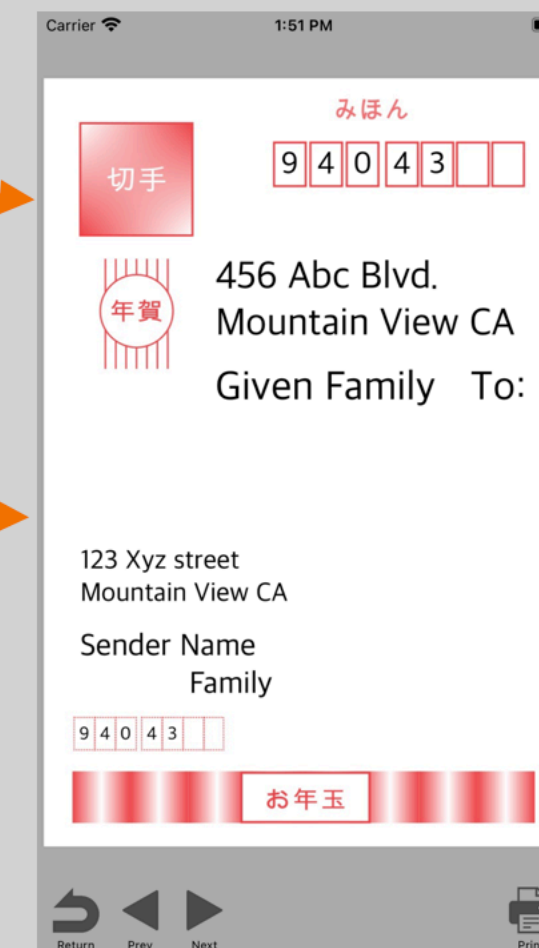 Carrier 1:51 PM
みほん
切手
9 4 0 4 3
年賀
456 Abc Blvd.
Mountain View CA
Given Family To:
123 Xyz street
Mountain View CA
Sender Name
Family
9 4 0 4 3
お年玉
Return Prev Next Print